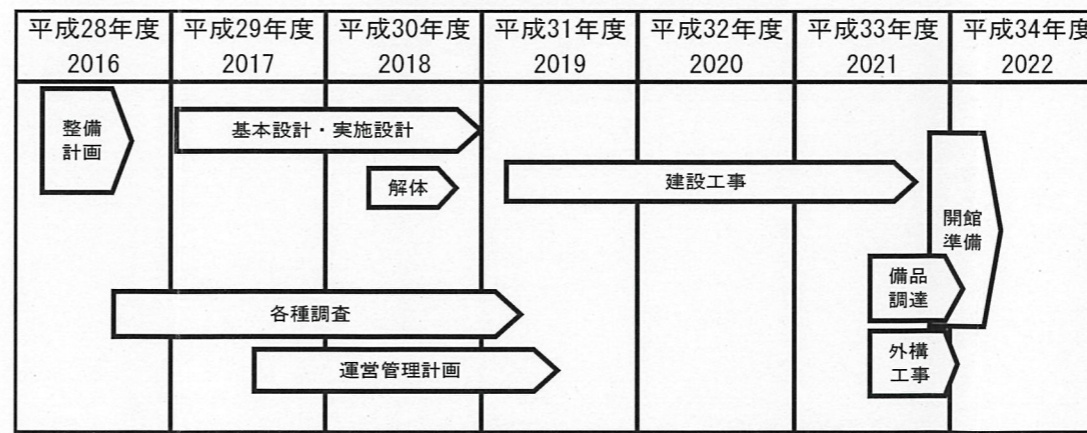 平成28年度 平成29年度 平成30年度 平成31年度 平成32年度 平成33年度 平成34年度
2016 2017 2018 2019 2020 2021 2022
整備
計画
基本設計・実施設計
解体
建設工事
開館
準備
備品
調達
各種調査
外構
工事
運営管理計画